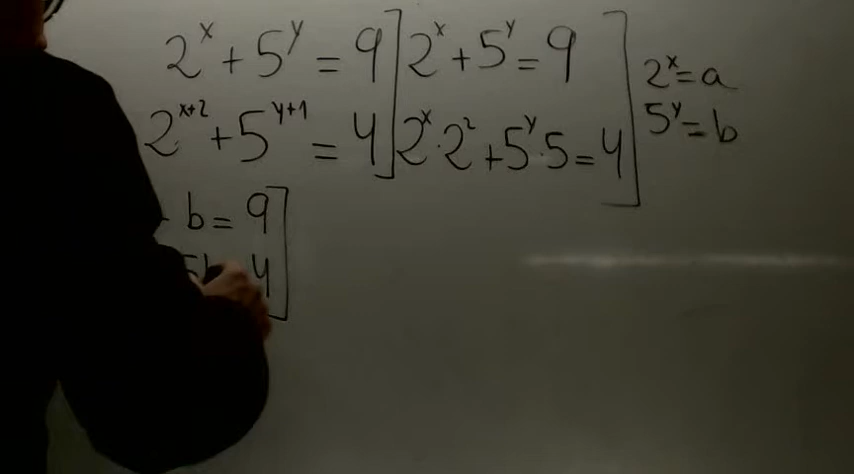 2^x + 5^y = 9] 2^x + 5^y = 9 ] 2^x = a
2^{x+2} + 5^{y+1} = 4] 2^x · 2^2 + 5^y · 5 = 4 ] 5^y = b
b = 9 ]
4 ]